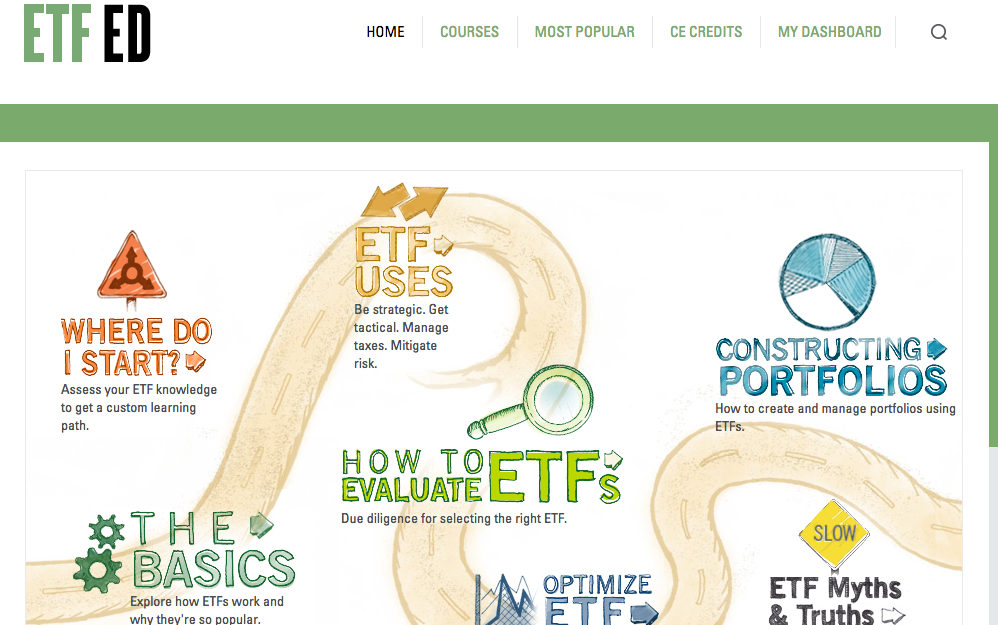 ETF ED
HOME
COURSES
MOST POPULAR
CE CREDITS
MY DASHBOARD
ETF
USES
Be strategic. Get
tactical. Manage
taxes. Mitigate
risk.
WHERE DO
I START?
Assess your ETF knowledge
to get a custom learning
path.
CONSTRUCTING
PORTFOLIOS
How to create and manage portfolios using
ETFs.
HOW TO
EVALUATE ETFs
Due diligence for selecting the right ETF.
THE
BASICS
Explore how ETFs work and
why they're so popular.
OPTIMIZE
ETF
SLOW
ETF Myths
& Truths